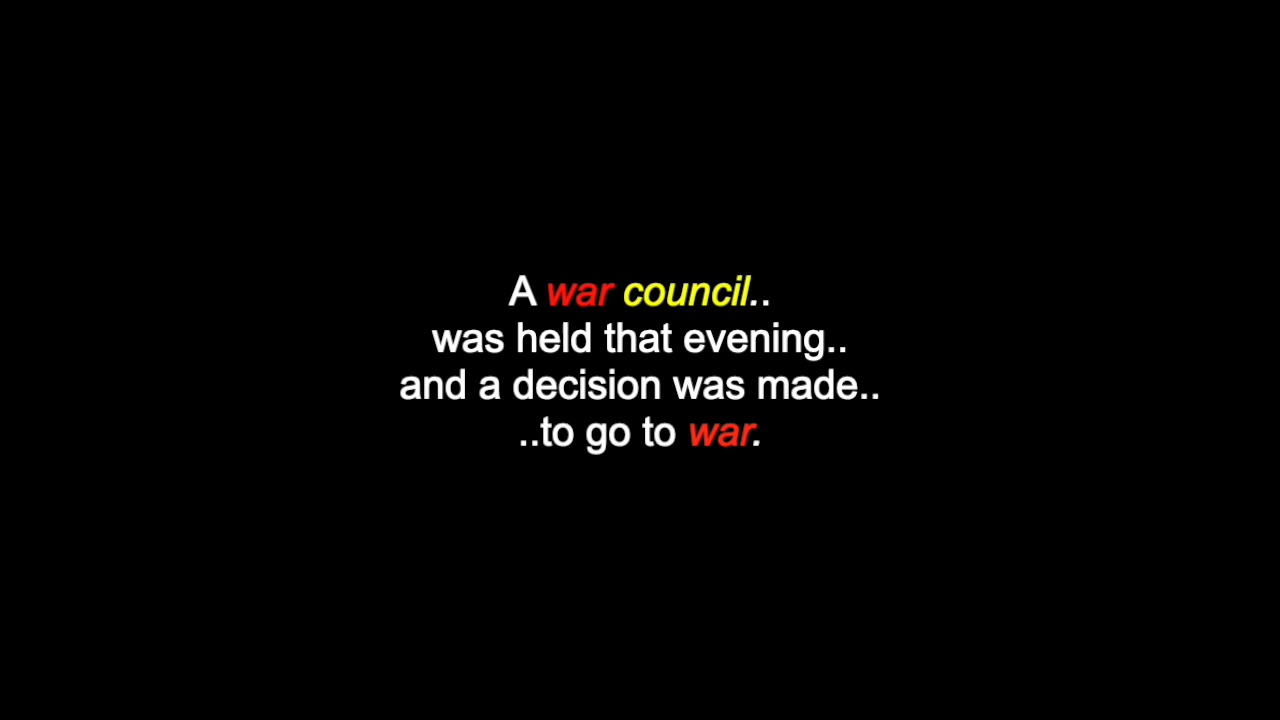 A war council..
was held that evening..
and a decision was made..
..to go to war.